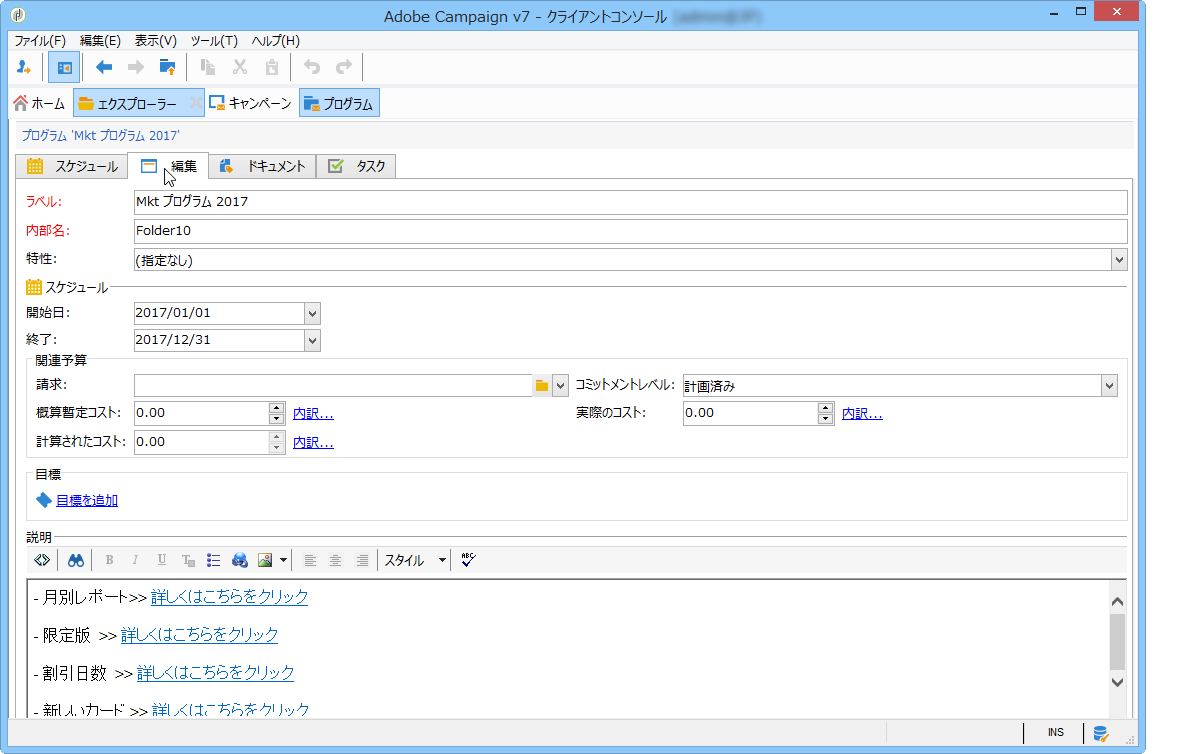 Adobe Campaign v7 - クライアントコンソール
ファイル(F) 編集(E) 表示(V) ツール(T) ヘルプ(H)
ホーム エクスプローラー キャンペーン プログラム
プログラム 'Mkt プログラム 2017'
スケジュール 編集 ドキュメント タスク
ラベル: Mkt プログラム 2017
内部名: Folder10
特性: (指定なし)
スケジュール
開始日: 2017/01/01
終了: 2017/12/31
関連予算
請求: コミットメントレベル: 計画済み
概算暫定コスト: 0.00 内訳... 実際のコスト: 0.00 内訳...
計算されたコスト: 0.00 内訳...
目標
目標を追加
説明
B I U T スタイル ABC
- 月別レポート>> 詳しくはこちらをクリック
- 限定版 >> 詳しくはこちらをクリック
- 割引日数 >> 詳しくはこちらをクリック
- 新しいカード >> 詳しくはこちらをクリック
INS